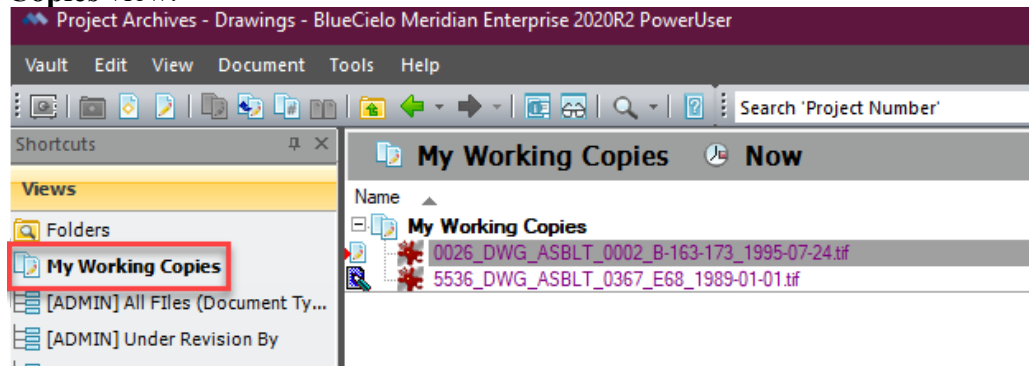 Project Archives - Drawings - BlueCielo Meridian Enterprise 2020R2 PowerUser
Vault Edit View Document Tools Help
Search 'Project Number'
Shortcuts
My Working Copies Now
Views
Name
Folders
My Working Copies
My Working Copies
0026_DWG_ASBLT_0002_B-163-173_1995-07-24.tif
5536_DWG_ASBLT_0367_E68_1989-01-01.tif
[ADMIN] All FIles (Document Ty...
[ADMIN] Under Revision By